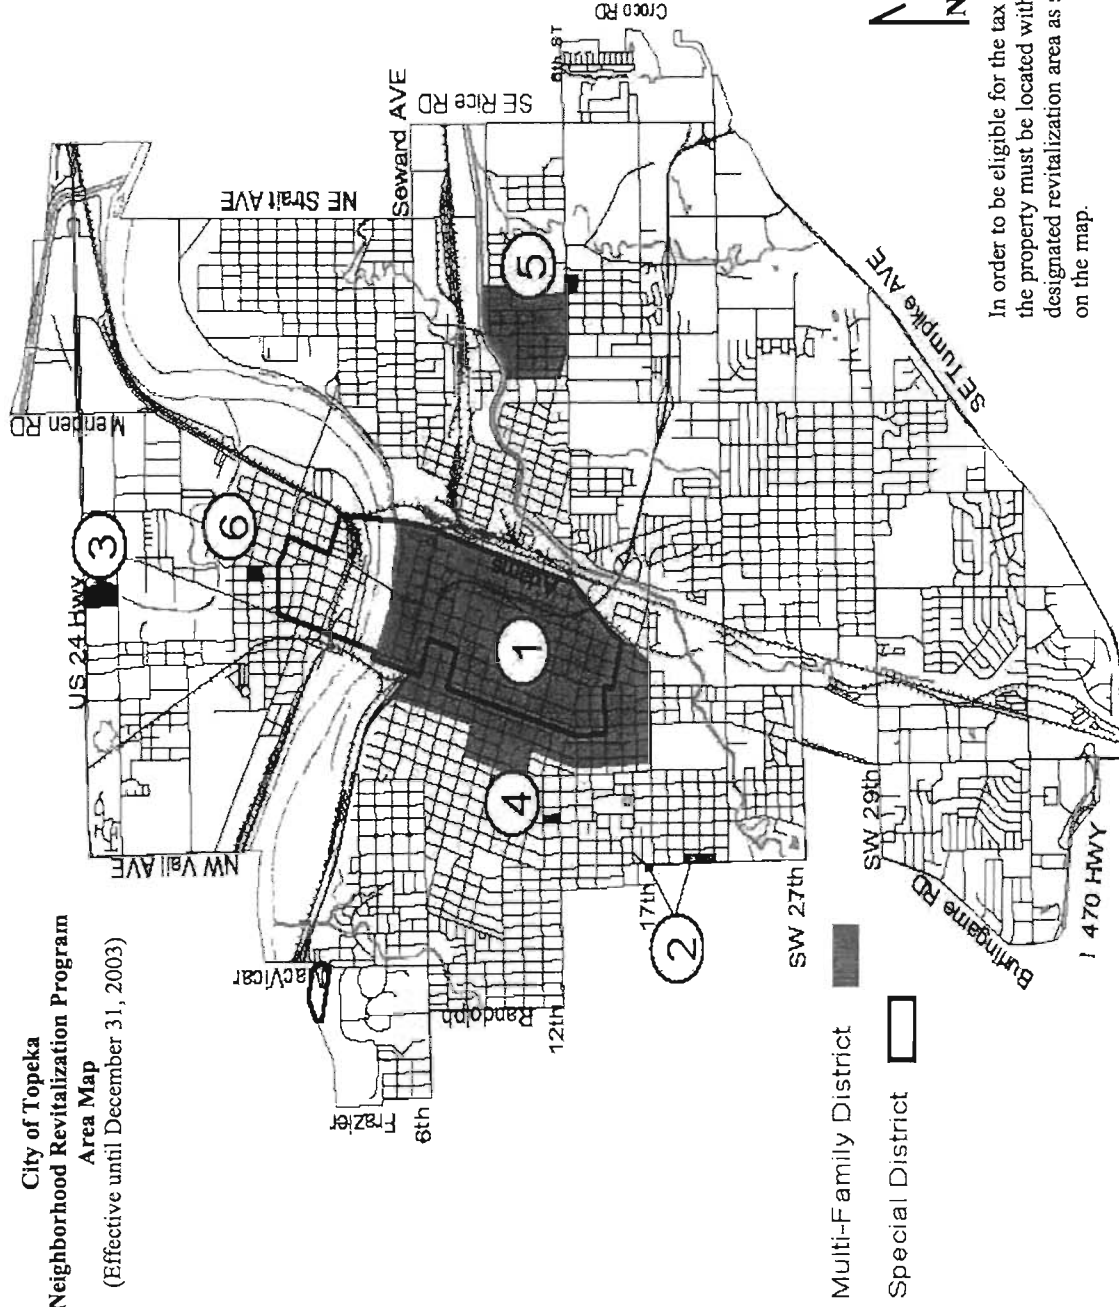 City of Topeka
Neighborhood Revitalization Program
Area Map
(Effective until December 31, 2003)
US 24 Hwy
3
Meriden RD
6
NW Vail AVE
NE Strait AVE
Seward AVE
SE Rice RD
6th ST
Croco RD
5
Adams
1
4
acVicar
Frazier
6th
Randolph
12th
17th
2
SW 27th
SW 29th
Burlingame RD
I 470 HWY
SE Turnpike AVE
Multi-Family District
Special District
N
In order to be eligible for the tax
the property must be located with
designated revitalization area as s
on the map.